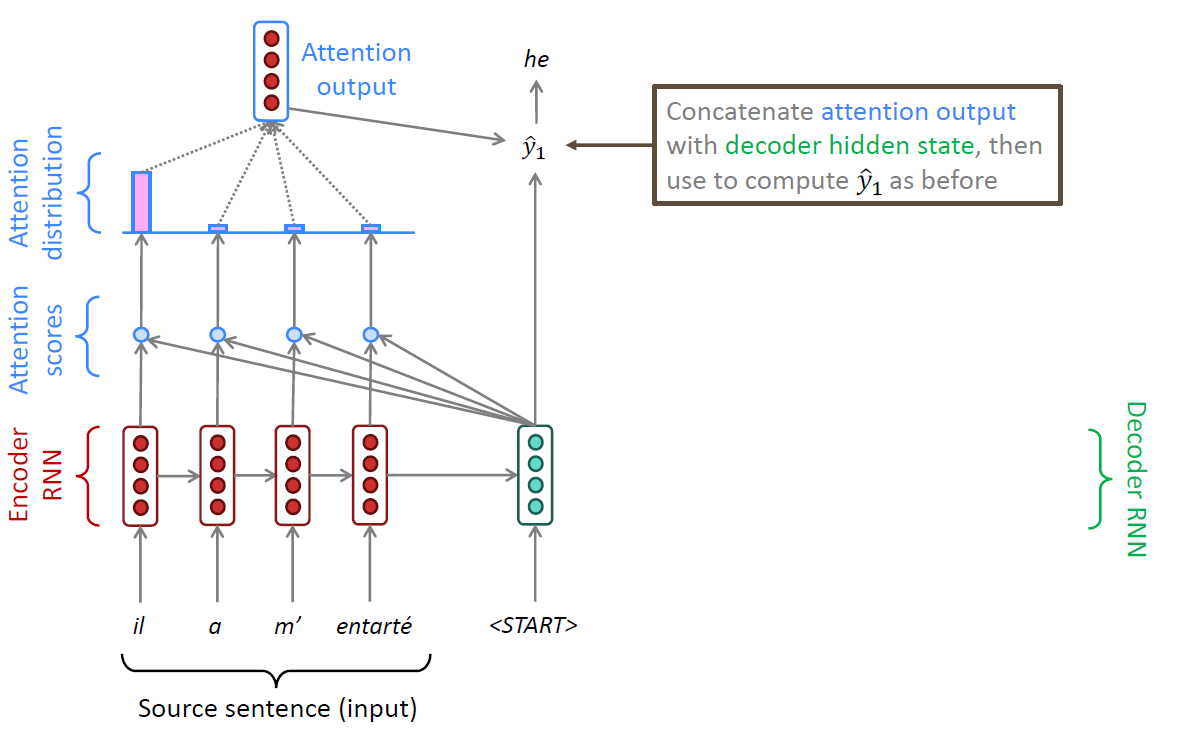 Attention
output
he
Concatenate attention output
with decoder hidden state, then
use to compute ŷ₁ as before
ŷ₁
Attention
distribution
Attention
scores
Encoder
RNN
Decoder RNN
il a m’ entarté <START>
Source sentence (input)